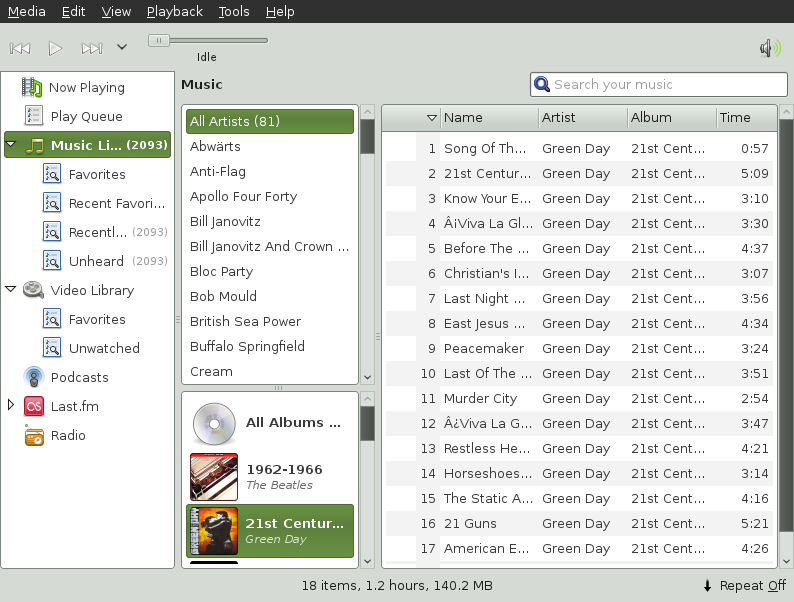 Media Edit View Playback Tools Help
Idle
Now Playing
Play Queue
Music Li... (2093)
Favorites
Recent Favori...
Recentl... (2093)
Unheard (2093)
Video Library
Favorites
Unwatched
Podcasts
Last.fm
Radio
Music
Search your music
All Artists (81)
Abwärts
Anti-Flag
Apollo Four Forty
Bill Janovitz
Bill Janovitz And Crown ...
Bloc Party
Bob Mould
British Sea Power
Buffalo Springfield
Cream
All Albums ...
1962-1966
The Beatles
21st Centur...
Green Day
Name Artist Album Time
1 Song Of Th... Green Day 21st Cent... 0:57
2 21st Centur... Green Day 21st Cent... 5:09
3 Know Your E... Green Day 21st Cent... 3:10
4 Â¡Viva La Gl... Green Day 21st Cent... 3:30
5 Before The ... Green Day 21st Cent... 4:37
6 Christian's I... Green Day 21st Cent... 3:07
7 Last Night ... Green Day 21st Cent... 3:56
8 East Jesus ... Green Day 21st Cent... 4:34
9 Peacemaker Green Day 21st Cent... 3:24
10 Last Of The ... Green Day 21st Cent... 3:51
11 Murder City Green Day 21st Cent... 2:54
12 Â¿Viva La G... Green Day 21st Cent... 3:47
13 Restless He... Green Day 21st Cent... 4:21
14 Horseshoes... Green Day 21st Cent... 3:14
15 The Static A... Green Day 21st Cent... 4:16
16 21 Guns Green Day 21st Cent... 5:21
17 American E... Green Day 21st Cent... 4:26
18 items, 1.2 hours, 140.2 MB
Repeat Off